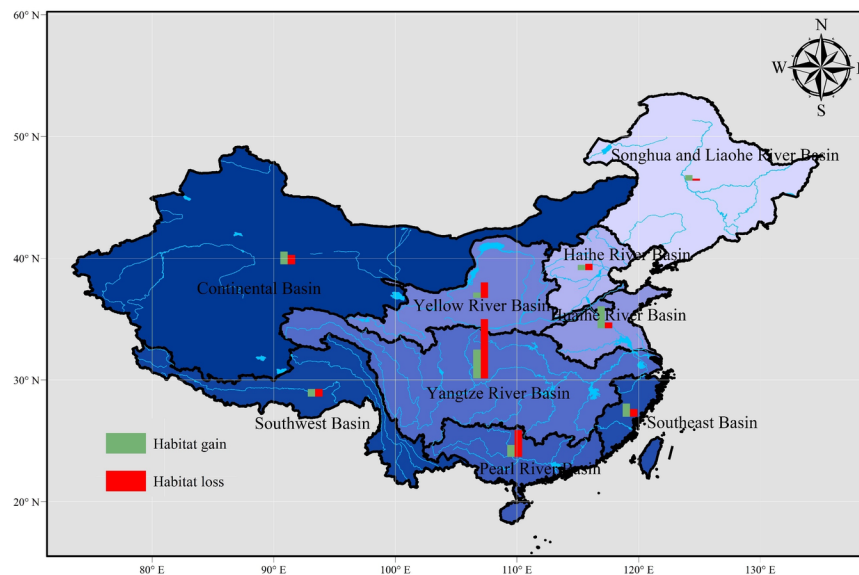 60° N
N
W
E
S
50° N
Songhua and Liaohe River Basin
40° N
Haihe River Basin
Continental Basin
Yellow River Basin
Huaihe River Basin
30° N
Yangtze River Basin
Southwest Basin
Southeast Basin
Habitat gain
Pearl River Basin
Habitat loss
20° N
80° E
90° E
100° E
110° E
120° E
130° E